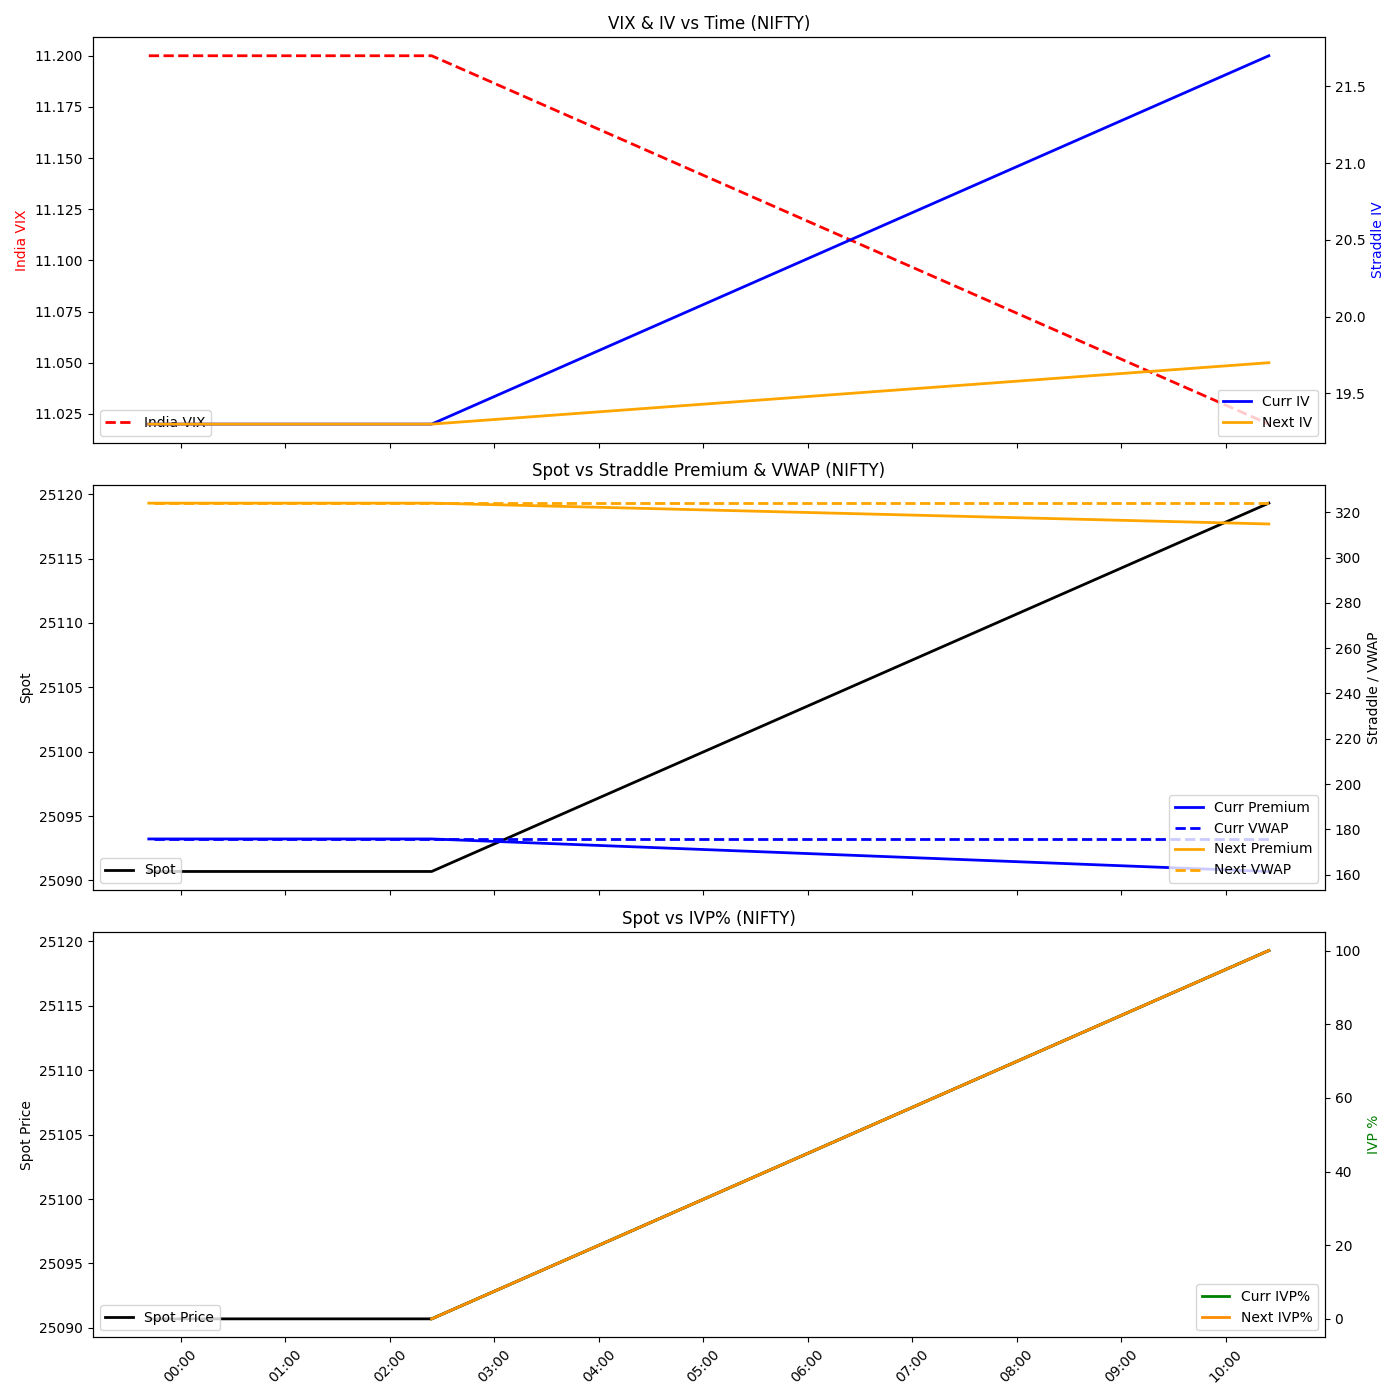 VIX & IV vs Time (NIFTY)
11.200
11.175
11.150
11.125
11.100
11.075
11.050
11.025
India VIX
21.5
21.0
20.5
20.0
19.5
Straddle IV
India VIX
Curr IV
Next IV
Spot vs Straddle Premium & VWAP (NIFTY)
25120
25115
25110
25105
25100
25095
25090
Spot
320
300
280
260
240
220
200
180
160
Straddle / VWAP
Spot
Curr Premium
Curr VWAP
Next Premium
Next VWAP
Spot vs IVP% (NIFTY)
25120
25115
25110
25105
25100
25095
25090
Spot Price
100
80
60
40
20
0
IVP %
Spot Price
Curr IVP%
Next IVP%
00:00
01:00
02:00
03:00
04:00
05:00
06:00
07:00
08:00
09:00
10:00